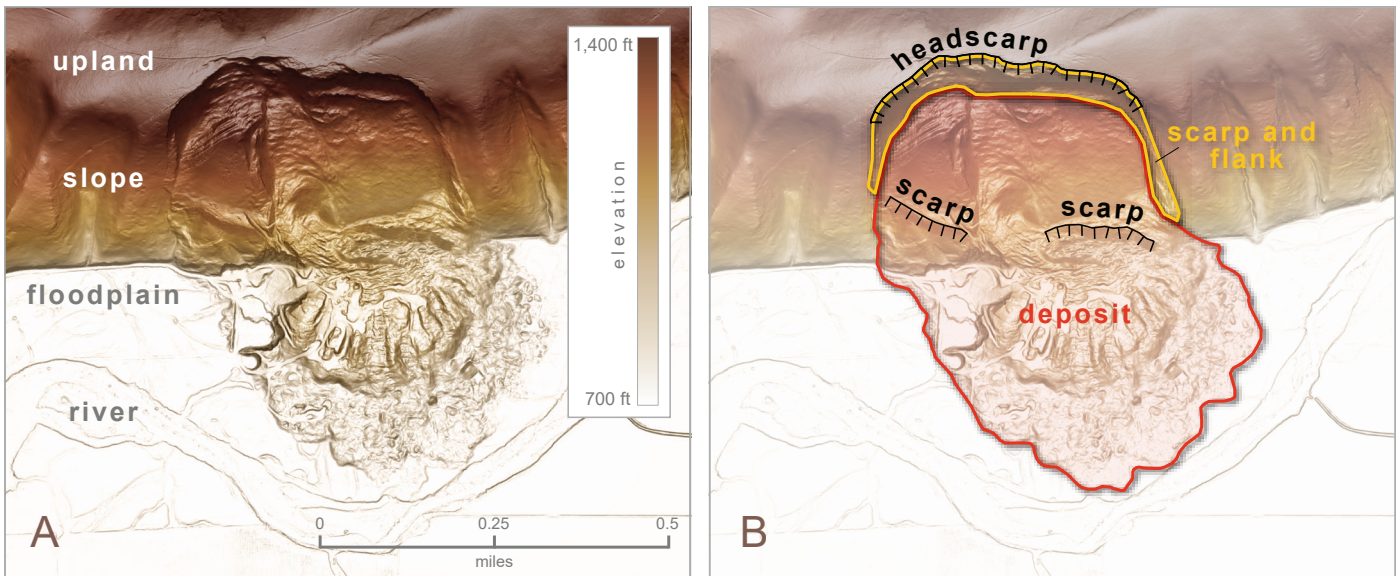 upland
1,400 ft
slope
elevation
floodplain
700 ft
river
0
0.25
0.5
miles
A
headscarp
scarp and
flank
scarp
scarp
deposit
B